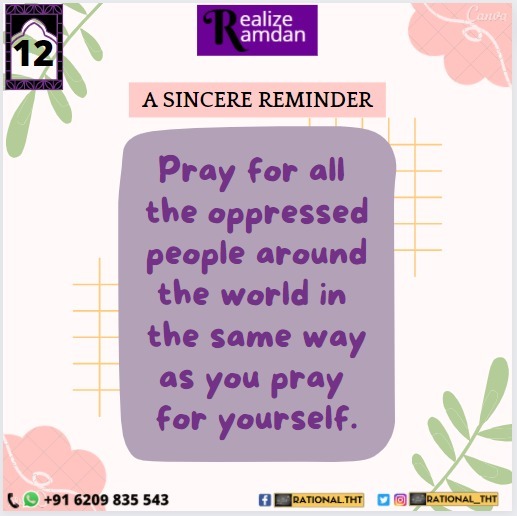 12
Realize
Ramdan
Canva
A SINCERE REMINDER
Pray for all
the oppressed
people around
the world in
the same way
as you pray
for yourself.
+91 6209 835 543
RATIONAL.THT
RATIONAL_THT